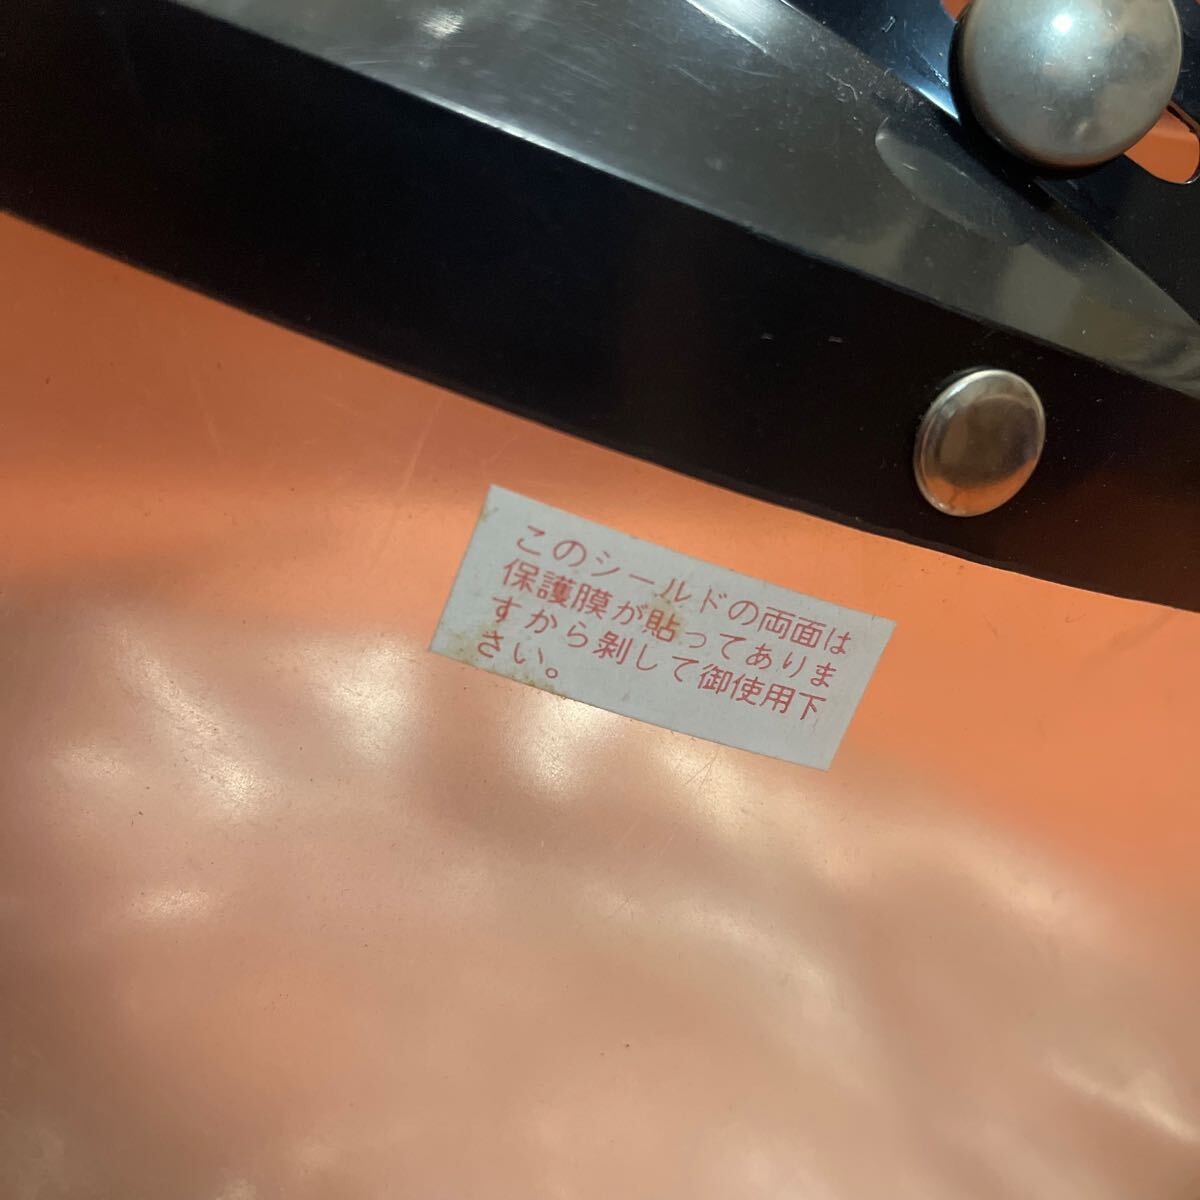 このシールドの両面は
保護膜が貼ってありま
すから剝して御使用下
さい。